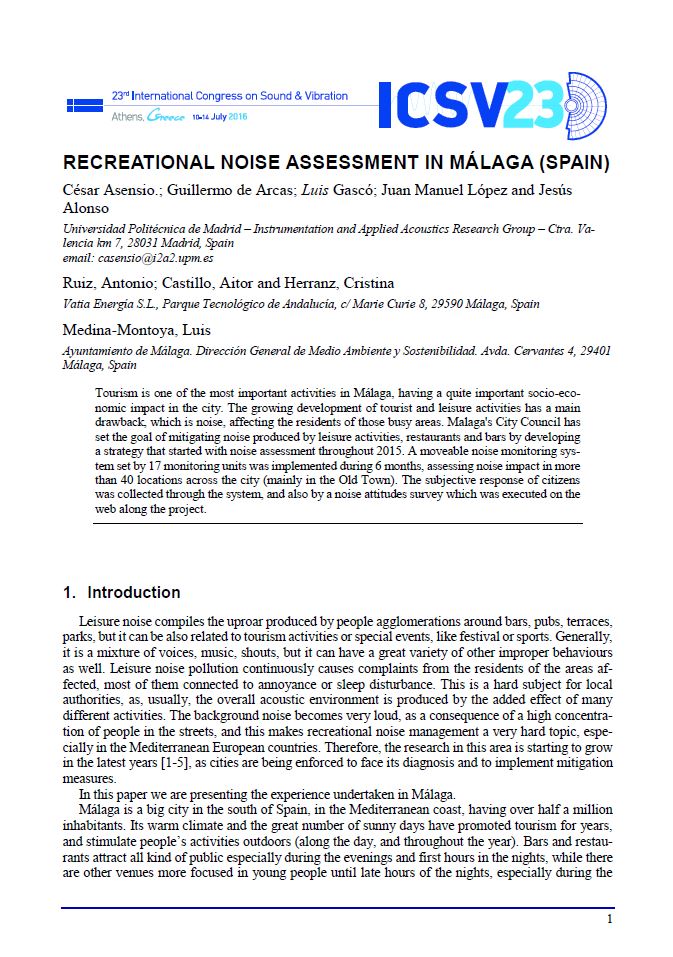 23rd International Congress on Sound & Vibration
Athens, Greece 10-14 July 2016
ICSV23
RECREATIONAL NOISE ASSESSMENT IN MÁLAGA (SPAIN)
César Asensio.; Guillermo de Arcas; Luis Gascó; Juan Manuel López and Jesús
Alonso
Universidad Politécnica de Madrid – Instrumentation and Applied Acoustics Research Group – Ctra. Va-
lencia km 7, 28031 Madrid, Spain
email: casensio@i2a2.upm.es
Ruiz, Antonio; Castillo, Aitor and Herranz, Cristina
Vatia Energía S.L., Parque Tecnológico de Andalucía, c/ Marie Curie 8, 29590 Málaga, Spain
Medina-Montoya, Luis
Ayuntamiento de Málaga. Dirección General de Medio Ambiente y Sostenibilidad. Avda. Cervantes 4, 29401
Málaga, Spain
Tourism is one of the most important activities in Málaga, having a quite important socio-eco-
nomic impact in the city. The growing development of tourist and leisure activities has a main
drawback, which is noise, affecting the residents of those busy areas. Malaga's City Council has
set the goal of mitigating noise produced by leisure activities, restaurants and bars by developing
a strategy that started with noise assessment throughout 2015. A moveable noise monitoring sys-
tem set by 17 monitoring units was implemented during 6 months, assessing noise impact in more
than 40 locations across the city (mainly in the Old Town). The subjective response of citizens
was collected through the system, and also by a noise attitudes survey which was executed on the
web along the project.
1. Introduction
Leisure noise compiles the uproar produced by people agglomerations around bars, pubs, terraces,
parks, but it can be also related to tourism activities or special events, like festival or sports. Generally,
it is a mixture of voices, music, shouts, but it can have a great variety of other improper behaviours
as well. Leisure noise pollution continuously causes complaints from the residents of the areas af-
fected, most of them connected to annoyance or sleep disturbance. This is a hard subject for local
authorities, as, usually, the overall acoustic environment is produced by the added effect of many
different activities. The background noise becomes very loud, as a consequence of a high concentra-
tion of people in the streets, and this makes recreational noise management a very hard topic, espe-
cially in the Mediterranean European countries. Therefore, the research in this area is starting to grow
in the latest years [1-5], as cities are being enforced to face its diagnosis and to implement mitigation
measures.
In this paper we are presenting the experience undertaken in Málaga.
Málaga is a big city in the south of Spain, in the Mediterranean coast, having over half a million
inhabitants. Its warm climate and the great number of sunny days have promoted tourism for years,
and stimulate people's activities outdoors (along the day, and throughout the year). Bars and restau-
rants attract all kind of public especially during the evenings and first hours in the nights, while there
are other venues more focused in young people until late hours of the nights, especially during the
1